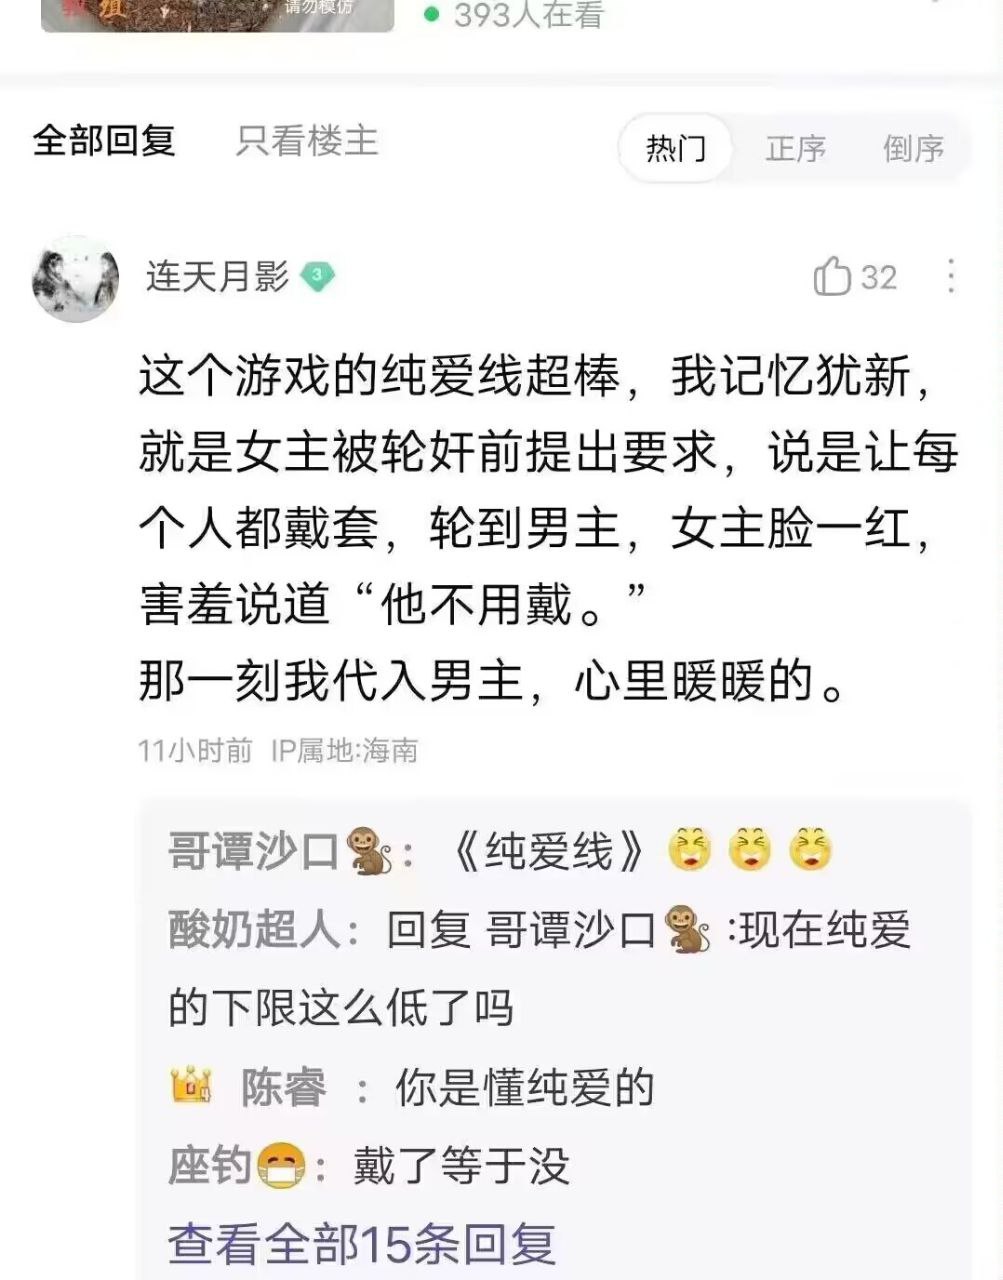 请勿模仿
393人在看
全部回复 只看楼主 热门 正序 倒序
连天月影 3 32
这个游戏的纯爱线超棒，我记忆犹新，
就是女主被轮奸前提出要求，说是让每
个人都戴套，轮到男主，女主脸一红，
害羞说道“他不用戴。”
那一刻我代入男主，心里暖暖的。
11小时前 IP属地:海南
哥谭沙口🐒：《纯爱线》😆😆😆
酸奶超人：回复 哥谭沙口🐒:现在纯爱
的下限这么低了吗
陈睿 ：你是懂纯爱的
座钓😷：戴了等于没
查看全部15条回复